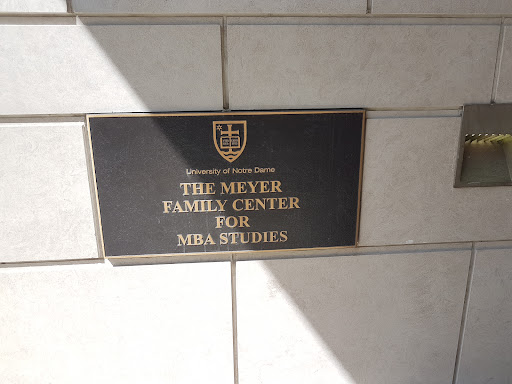 University of Notre Dame
THE MEYER
FAMILY CENTER
FOR
MBA STUDIES